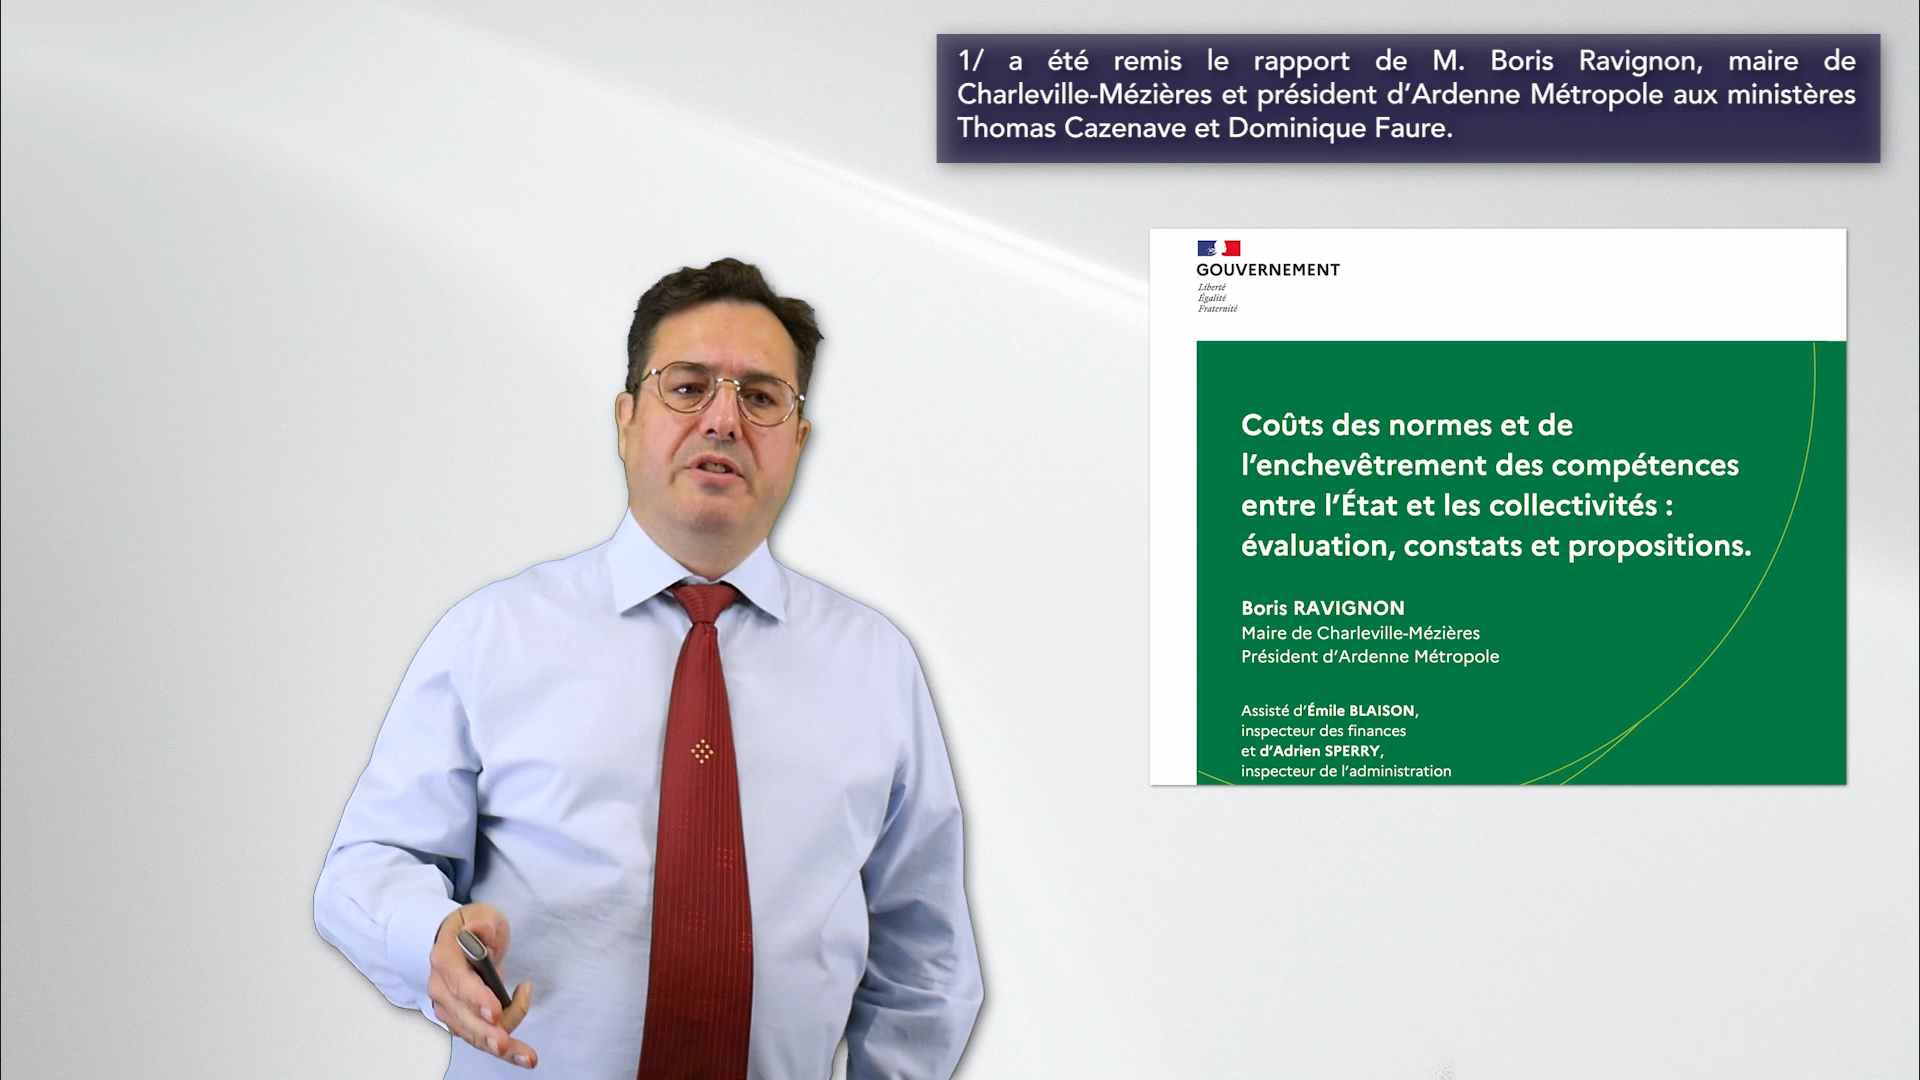 1/ a été remis le rapport de M. Boris Ravignon, maire de
Charleville-Mézières et président d’Ardenne Métropole aux ministères
Thomas Cazenave et Dominique Faure.
GOUVERNEMENT
Liberté
Égalité
Fraternité
Coûts des normes et de
l’enchevêtrement des compétences
entre l’État et les collectivités :
évaluation, constats et propositions.
Boris RAVIGNON
Maire de Charleville-Mézières
Président d’Ardenne Métropole
Assisté d’Émile BLAISON,
inspecteur des finances
et d’Adrien SPERRY,
inspecteur de l’administration